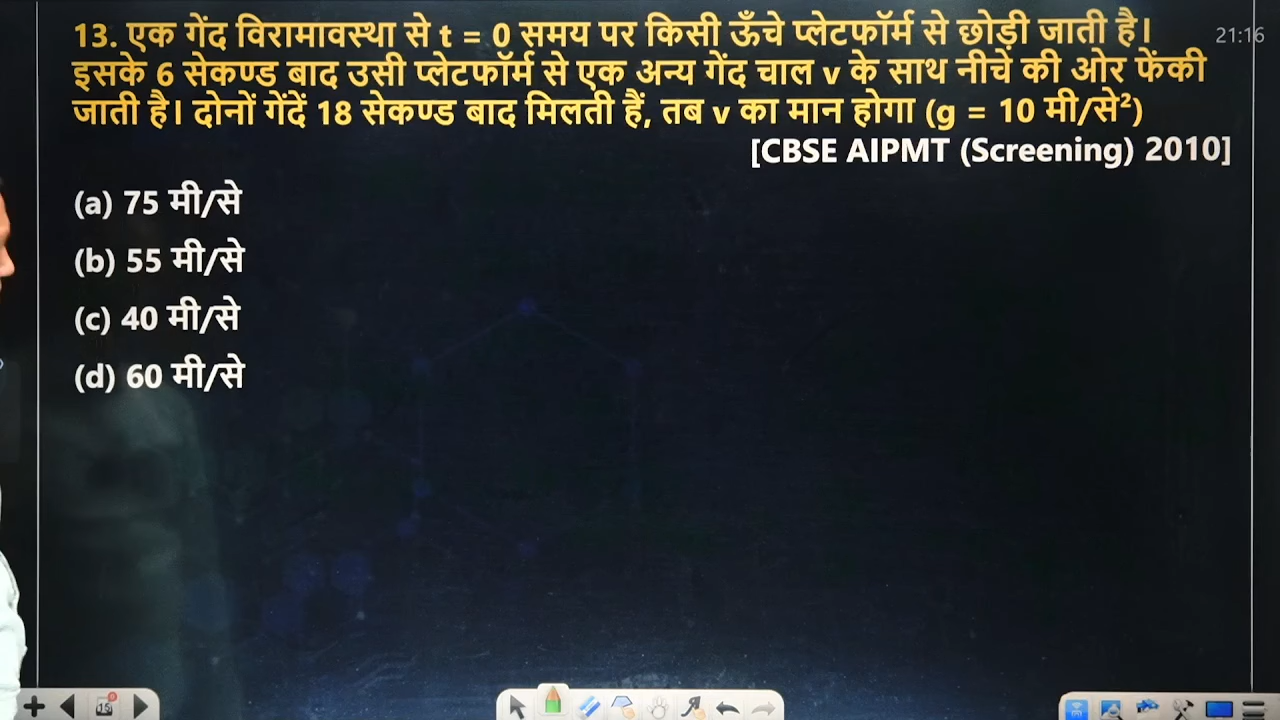 13. एक गेंद विरामावस्था से t = 0 समय पर किसी ऊँचे प्लेटफॉर्म से छोड़ी जाती है।
21:16
इसके 6 सेकण्ड बाद उसी प्लेटफॉर्म से एक अन्य गेंद चाल v के साथ नीचे की ओर फेंकी
जाती है। दोनों गेंदें 18 सेकण्ड बाद मिलती हैं, तब v का मान होगा (g = 10 मी/से²)
[CBSE AIPMT (Screening) 2010]
(a) 75 मी/से
(b) 55 मी/से
(c) 40 मी/से
(d) 60 मी/से
15